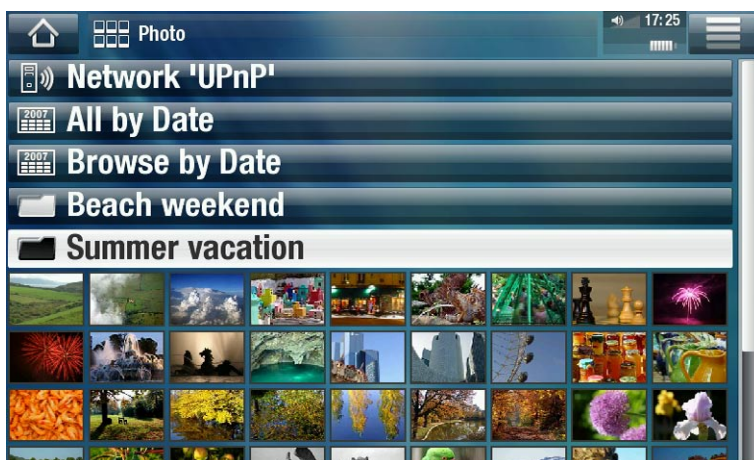 Photo
17:25
Network 'UPnP'
2007
All by Date
2007
Browse by Date
Beach weekend
Summer vacation